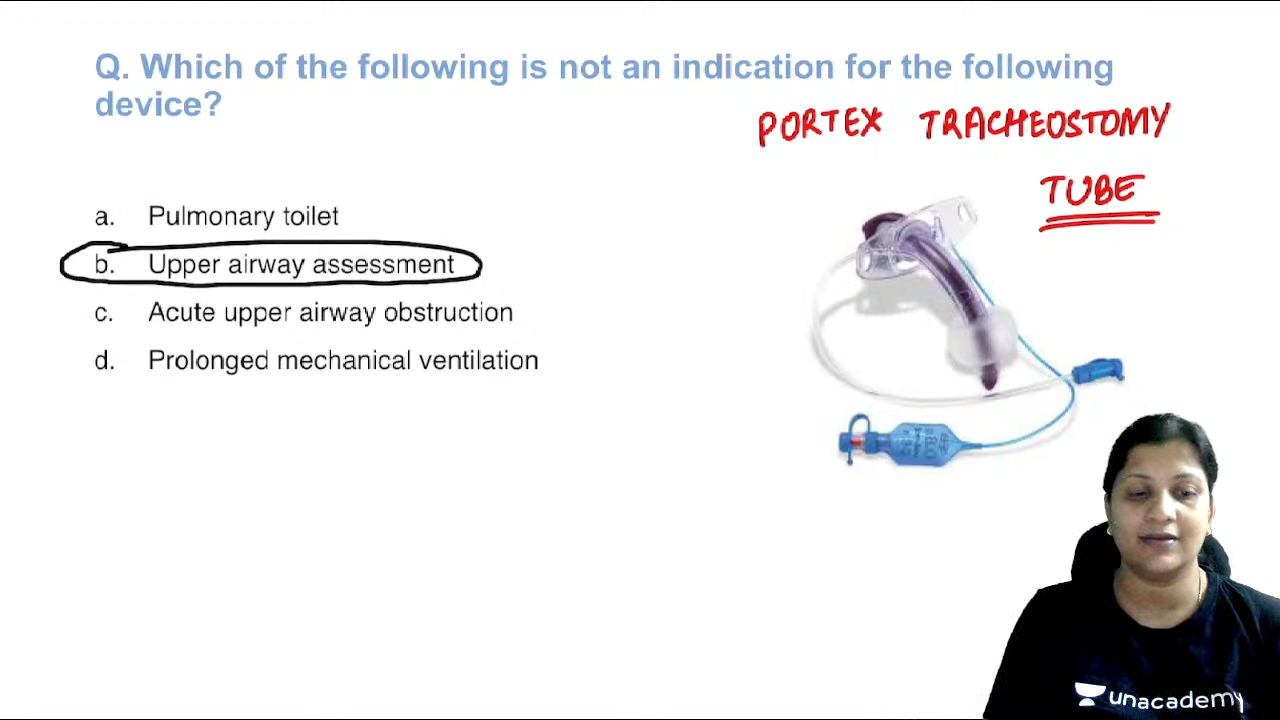 Q. Which of the following is not an indication for the following
device?
PORTEX TRACHEOSTOMY
TUBE
a. Pulmonary toilet
b. Upper airway assessment
c. Acute upper airway obstruction
d. Prolonged mechanical ventilation
unacademy